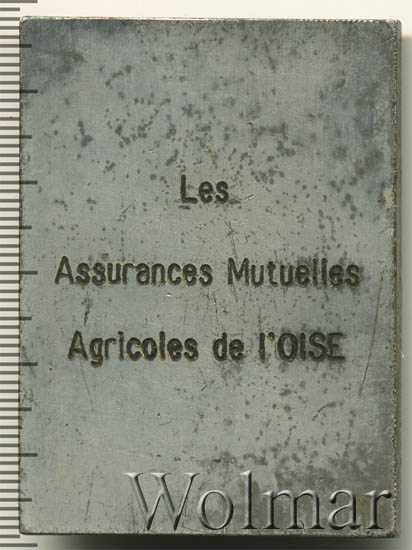 Les
Assurances Mutuelles
Agricoles de l'OISE
Wolmar